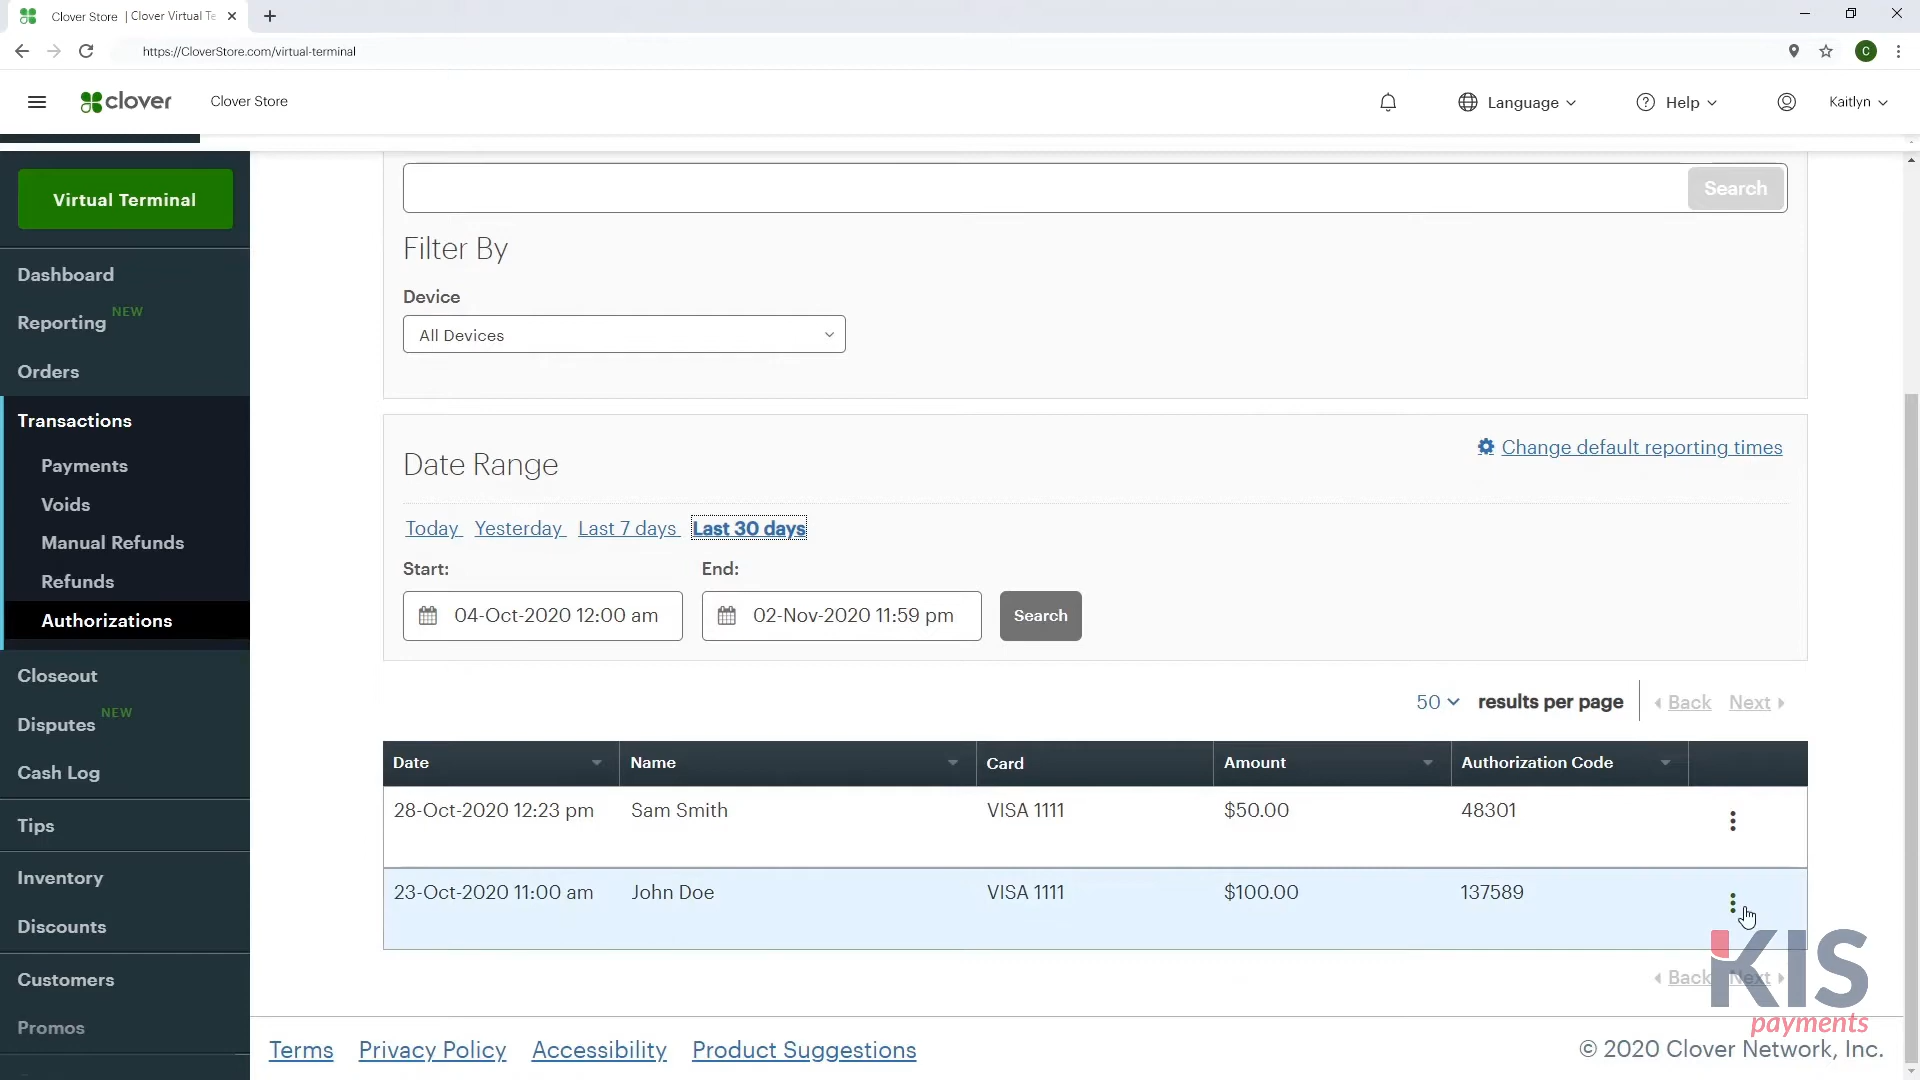 Clover Store | Clover Virtual Te
https://CloverStore.com/virtual-terminal
C
clover
Clover Store
Language
Help
Kaitlyn
Virtual Terminal
Dashboard
Reporting NEW
Orders
Transactions
Payments
Voids
Manual Refunds
Refunds
Authorizations
Closeout
Disputes NEW
Cash Log
Tips
Inventory
Discounts
Customers
Promos
Search
Filter By
Device
All Devices
Date Range
Change default reporting times
Today Yesterday Last 7 days Last 30 days
Start: End:
04-Oct-2020 12:00 am 02-Nov-2020 11:59 pm Search
50 results per page Back Next
Date Name Card Amount Authorization Code
28-Oct-2020 12:23 pm Sam Smith VISA 1111 $50.00 48301
23-Oct-2020 11:00 am John Doe VISA 1111 $100.00 137589
Back Next
KIS
payments
Terms Privacy Policy Accessibility Product Suggestions
© 2020 Clover Network, Inc.